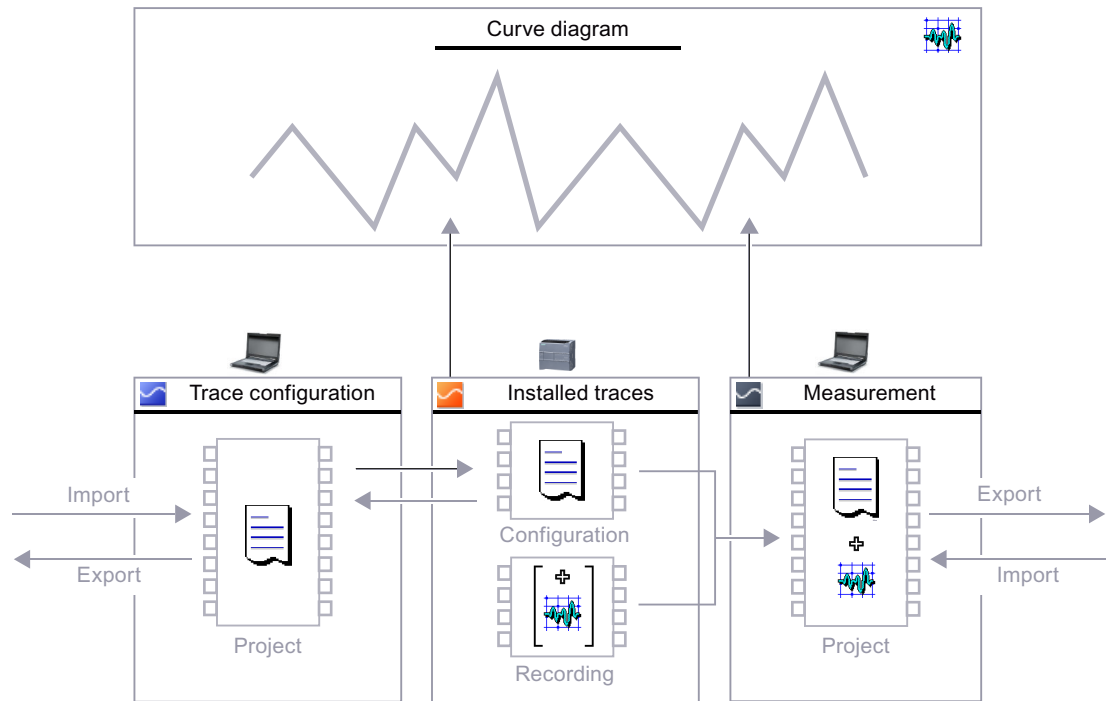 Curve diagram
Trace configuration
Installed traces
Measurement
Import
Export
Project
Configuration
Recording
Export
Import
Project